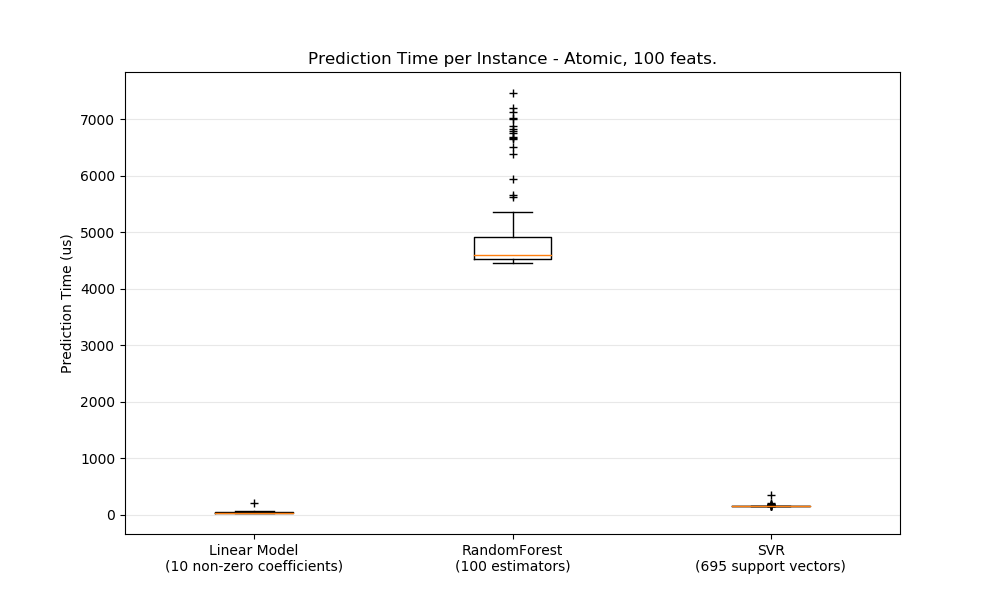 Prediction Time per Instance - Atomic, 100 feats.
Prediction Time (us)
7000
6000
5000
4000
3000
2000
1000
0
Linear Model
(10 non-zero coefficients)
RandomForest
(100 estimators)
SVR
(695 support vectors)